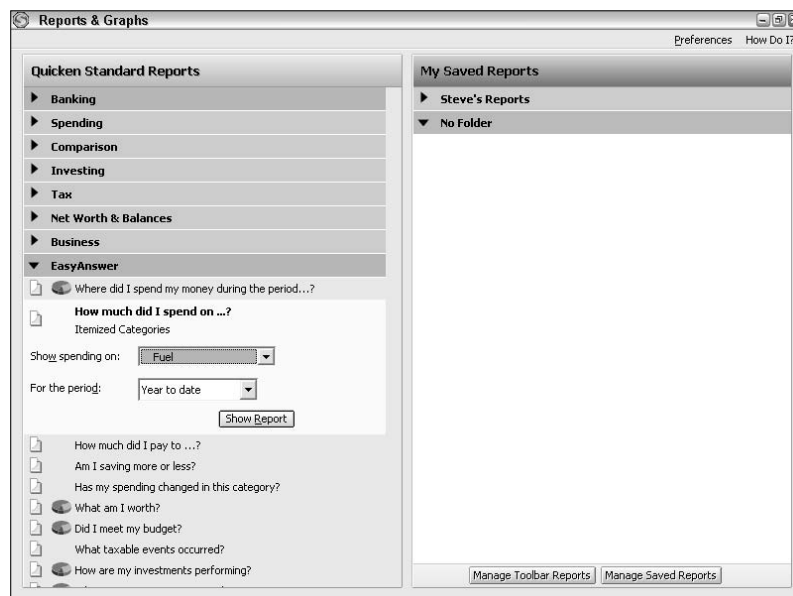 Reports & Graphs
Preferences How Do I?
Quicken Standard Reports
Banking
Spending
Comparison
Investing
Tax
Net Worth & Balances
Business
EasyAnswer
Where did I spend my money during the period...?
How much did I spend on ...?
Itemized Categories
Show spending on: Fuel
For the period: Year to date
Show Report
How much did I pay to ...?
Am I saving more or less?
Has my spending changed in this category?
What am I worth?
Did I meet my budget?
What taxable events occurred?
How are my investments performing?
My Saved Reports
Steve's Reports
No Folder
Manage Toolbar Reports Manage Saved Reports